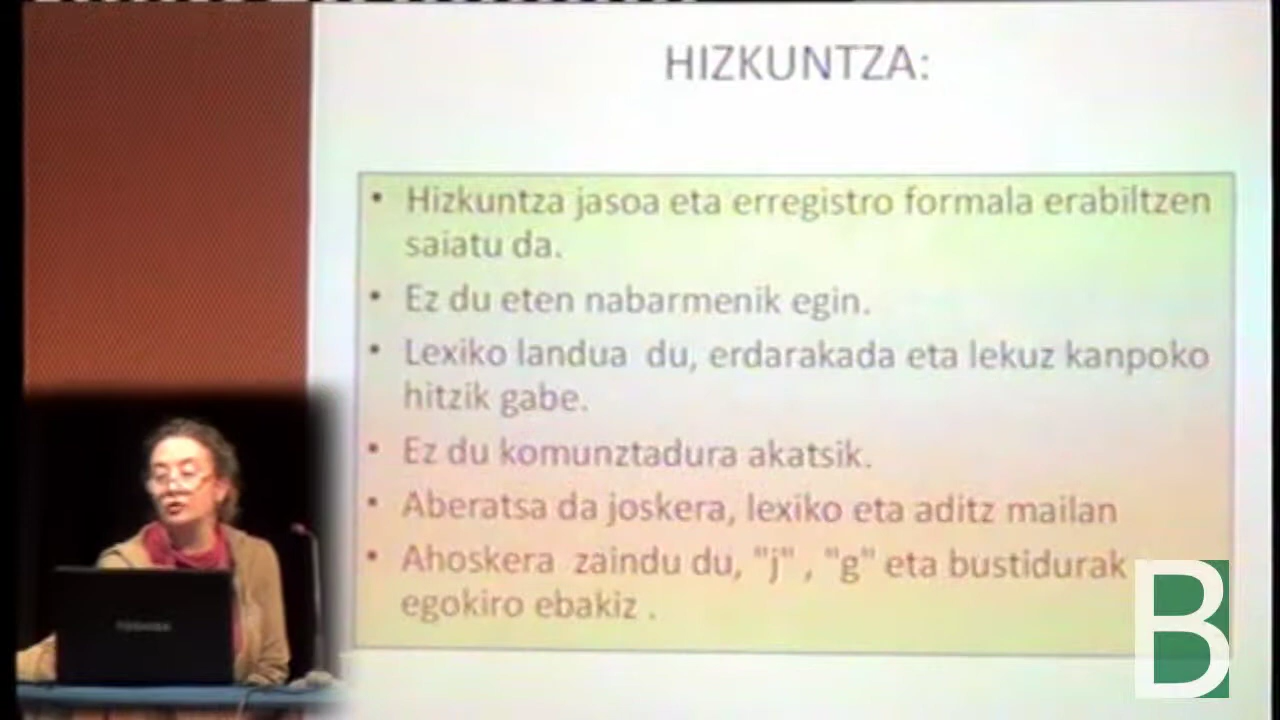 HIZKUNTZA:
• Hizkuntza jasoa eta erregistro formala erabiltzen
saiatu da.
• Ez du eten nabarmenik egin.
• Lexiko landua du, erdarakada eta lekuz kanpoko
hitzik gabe.
• Ez du komunztadura akatsik.
• Aberatsa da joskera, lexiko eta aditz mailan
• Ahoskera zaindu du, "j" , "g" eta bustidurak
egokiro ebakiz .
TOSHIBA
B